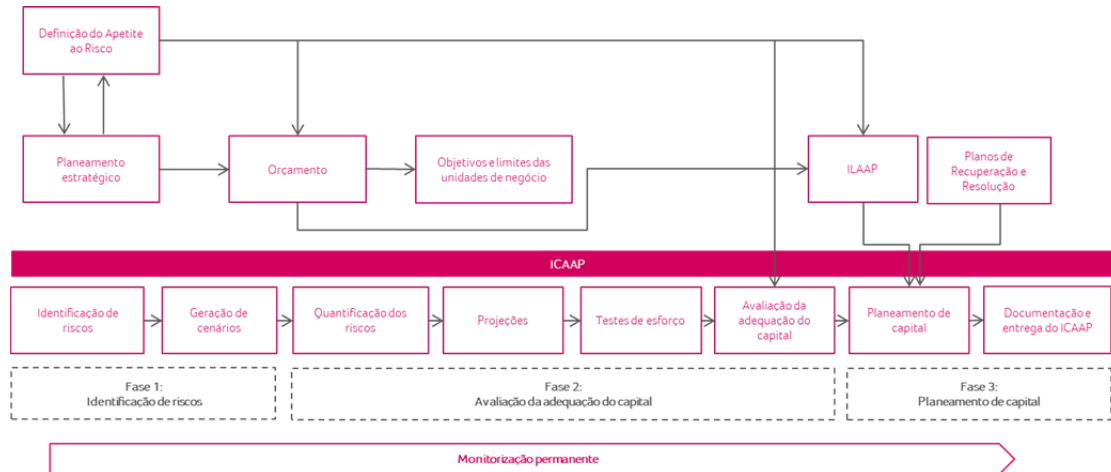 Definição do Apetite
ao Risco
Planeamento
estratégico
Orçamento
Objetivos e limites das
unidades de negócio
ILAAP
Planos de
Recuperação e
Resolução
ICAAP
Identificação de
riscos
Geração de
cenários
Quantificação dos
riscos
Projeções
Testes de esforço
Avaliação da
adequação do
capital
Planeamento de
capital
Documentação e
entrega do ICAAP
Fase 1:
Identificação de riscos
Fase 2:
Avaliação da adequação do capital
Fase 3:
Planeamento de capital
Monitorização permanente